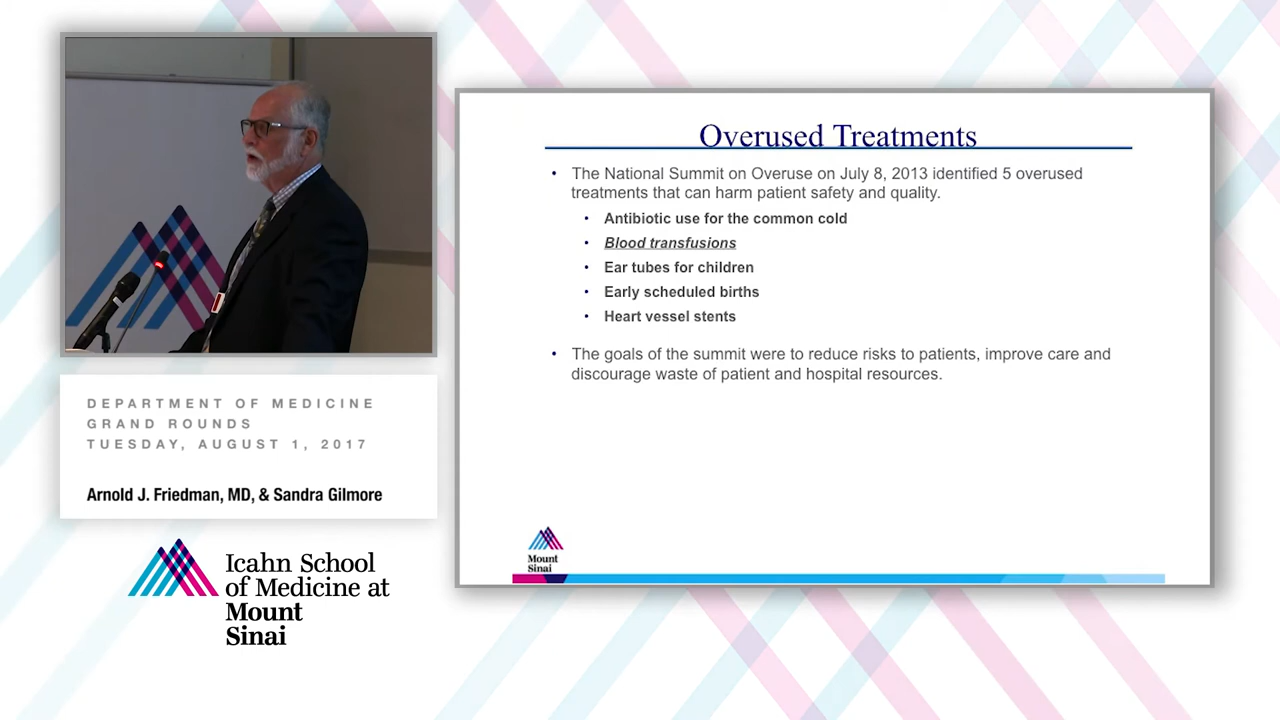 Overused Treatments
• The National Summit on Overuse on July 8, 2013 identified 5 overused
treatments that can harm patient safety and quality.
• Antibiotic use for the common cold
• Blood transfusions
• Ear tubes for children
• Early scheduled births
• Heart vessel stents
• The goals of the summit were to reduce risks to patients, improve care and
discourage waste of patient and hospital resources.
Mount
Sinai
DEPARTMENT OF MEDICINE
GRAND ROUNDS
TUESDAY, AUGUST 1, 2017
Arnold J. Friedman, MD, & Sandra Gilmore
Icahn School
of Medicine at
Mount
Sinai